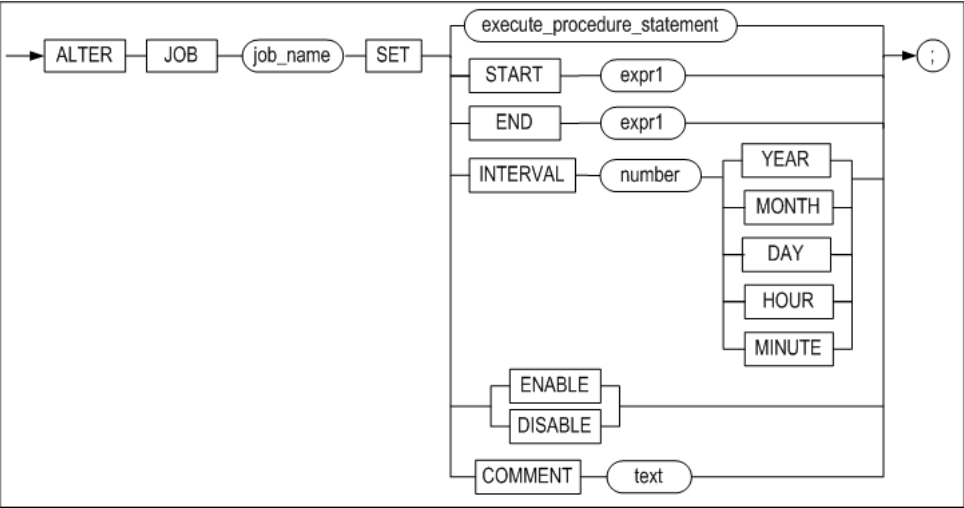 execute_procedure_statement
ALTER JOB job_name SET ;
START expr1
END expr1
INTERVAL number YEAR
MONTH
DAY
HOUR
MINUTE
ENABLE
DISABLE
COMMENT text